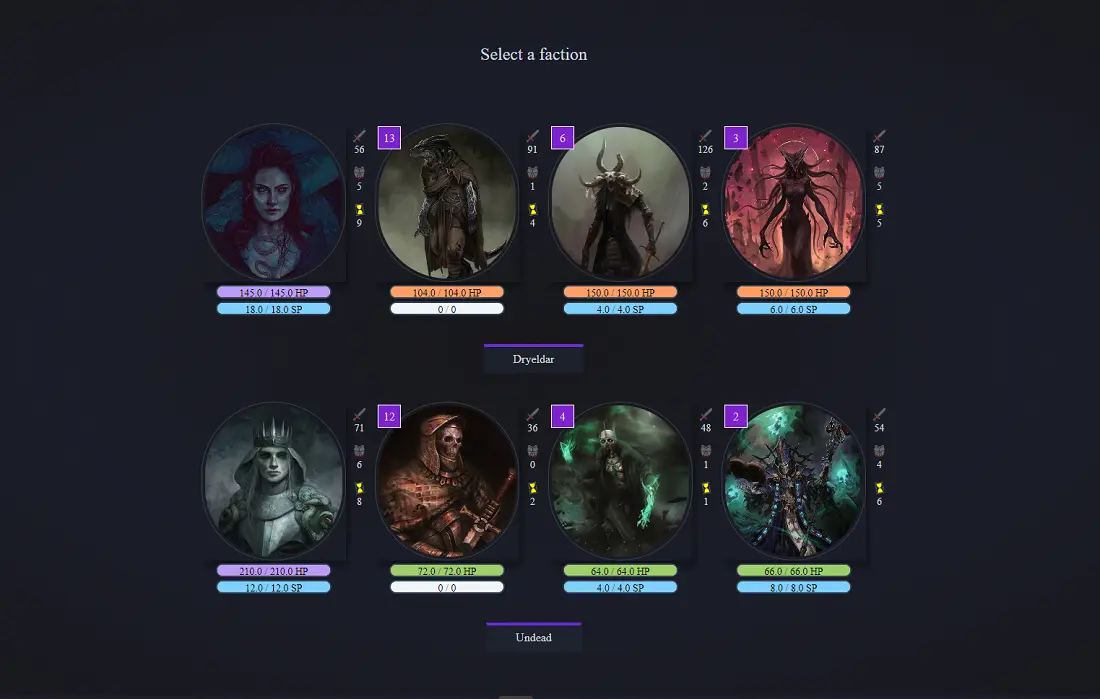 Select a faction
56
5
9
145.0 / 145.0 HP
18.0 / 18.0 SP
13
91
1
4
104.0 / 104.0 HP
0 / 0
6
126
2
6
150.0 / 150.0 HP
4.0 / 4.0 SP
3
87
5
5
150.0 / 150.0 HP
6.0 / 6.0 SP
Dryeldar
71
6
8
210.0 / 210.0 HP
12.0 / 12.0 SP
12
36
0
2
72.0 / 72.0 HP
0 / 0
4
48
1
1
64.0 / 64.0 HP
4.0 / 4.0 SP
2
54
4
6
66.0 / 66.0 HP
8.0 / 8.0 SP
Undead